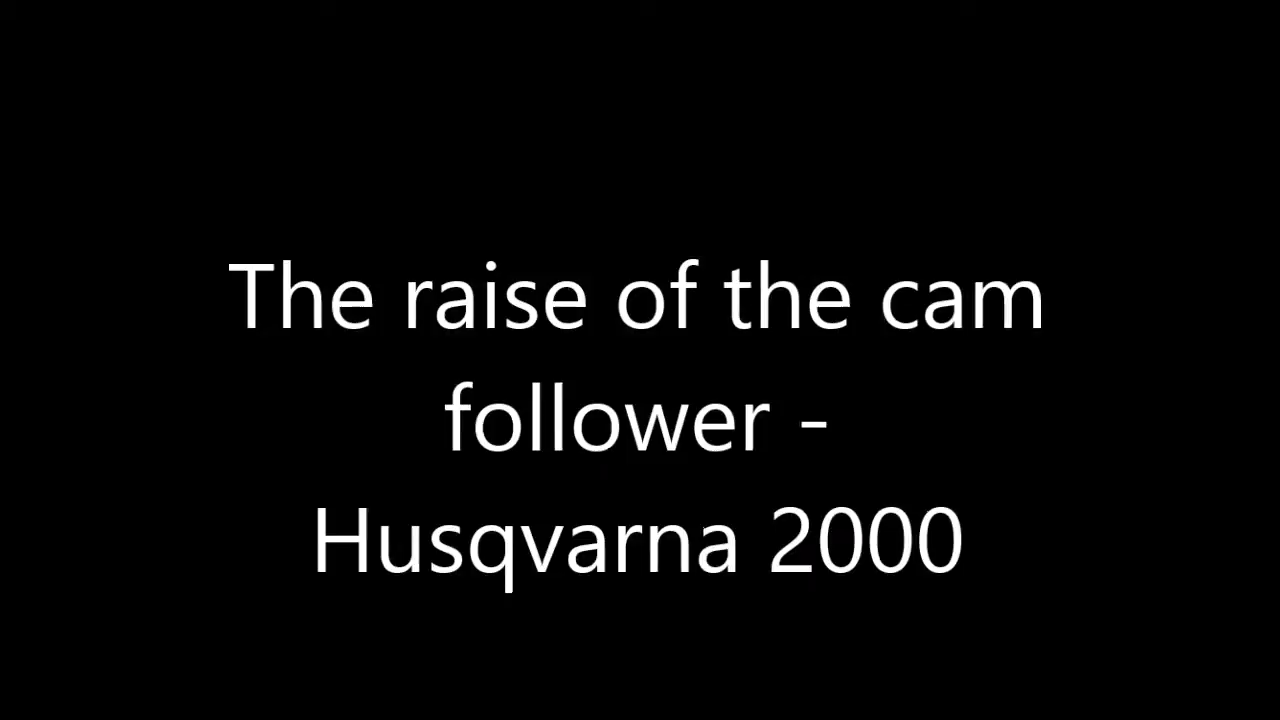 The raise of the cam
follower -
Husqvarna 2000